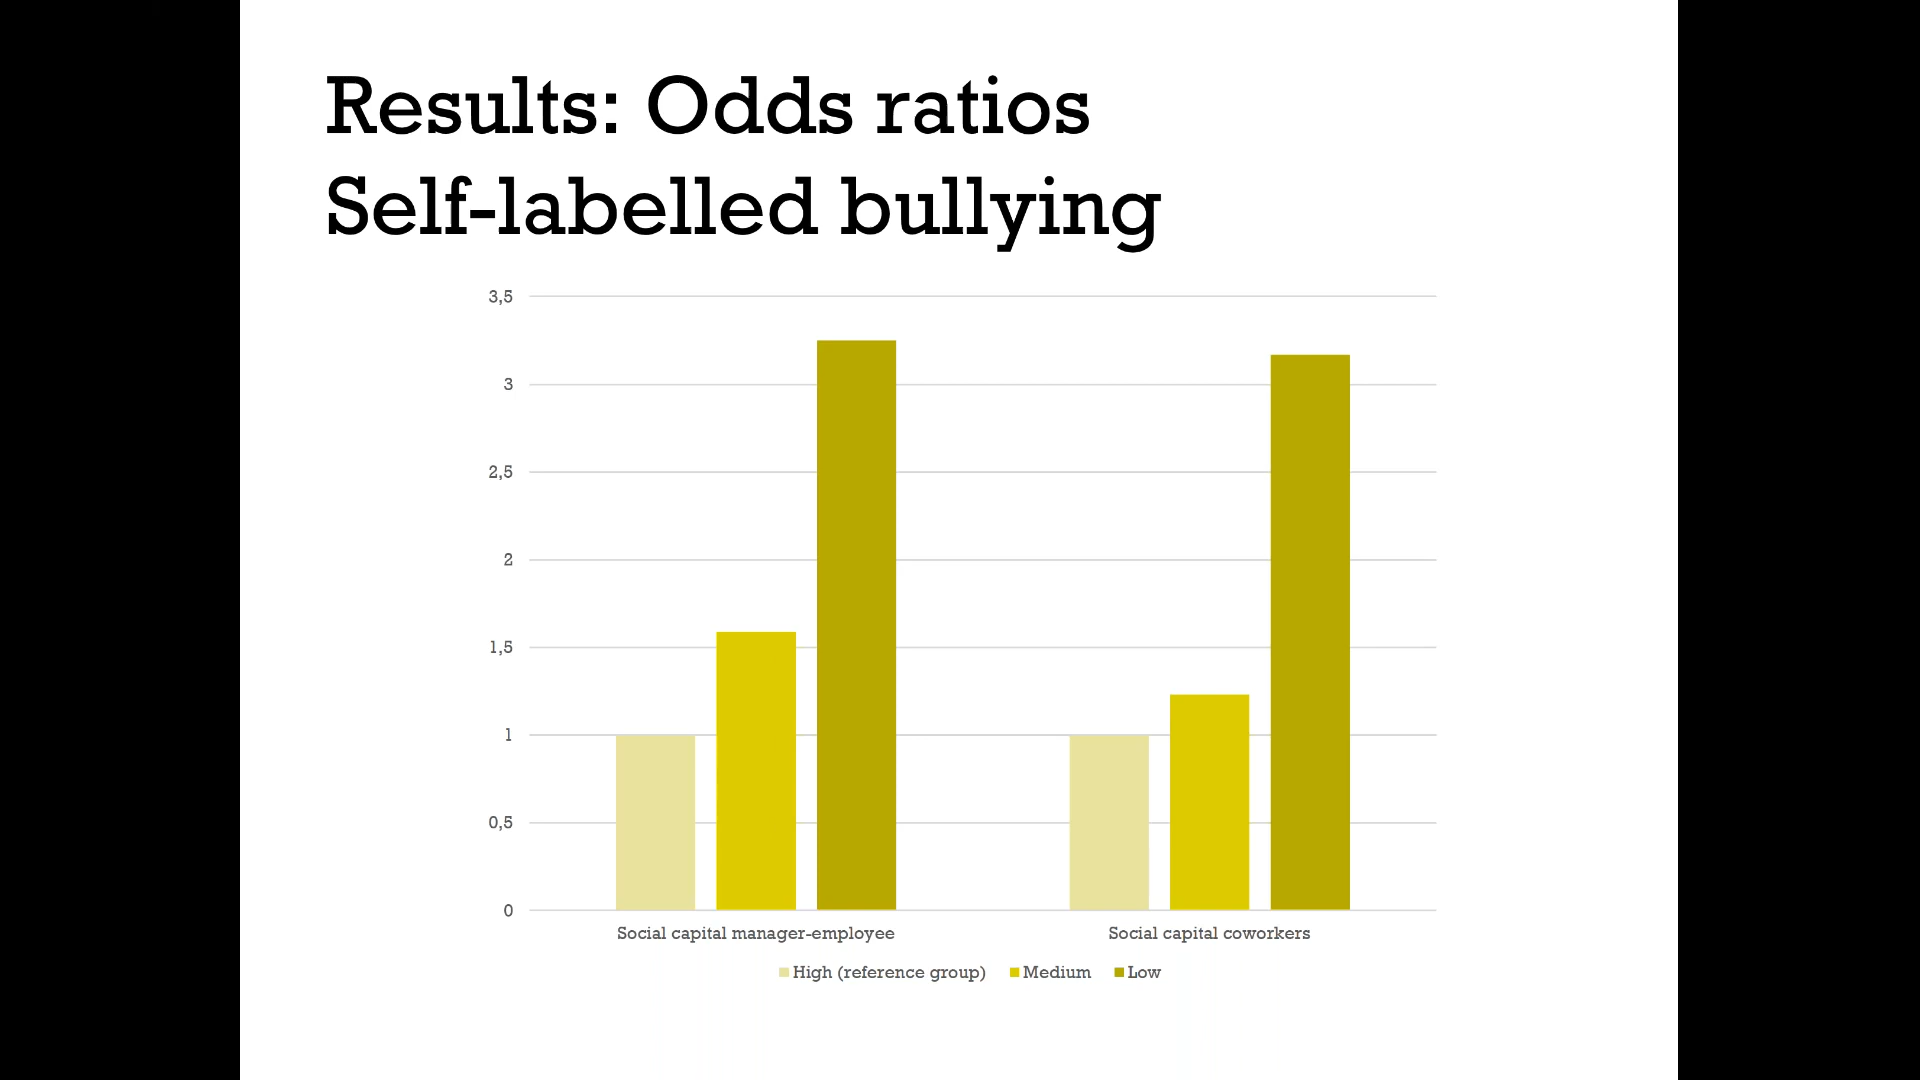 Results: Odds ratios
Self-labelled bullying
3,5
3
2,5
2
1,5
1
0,5
0
Social capital manager-employee Social capital coworkers
High (reference group) Medium Low